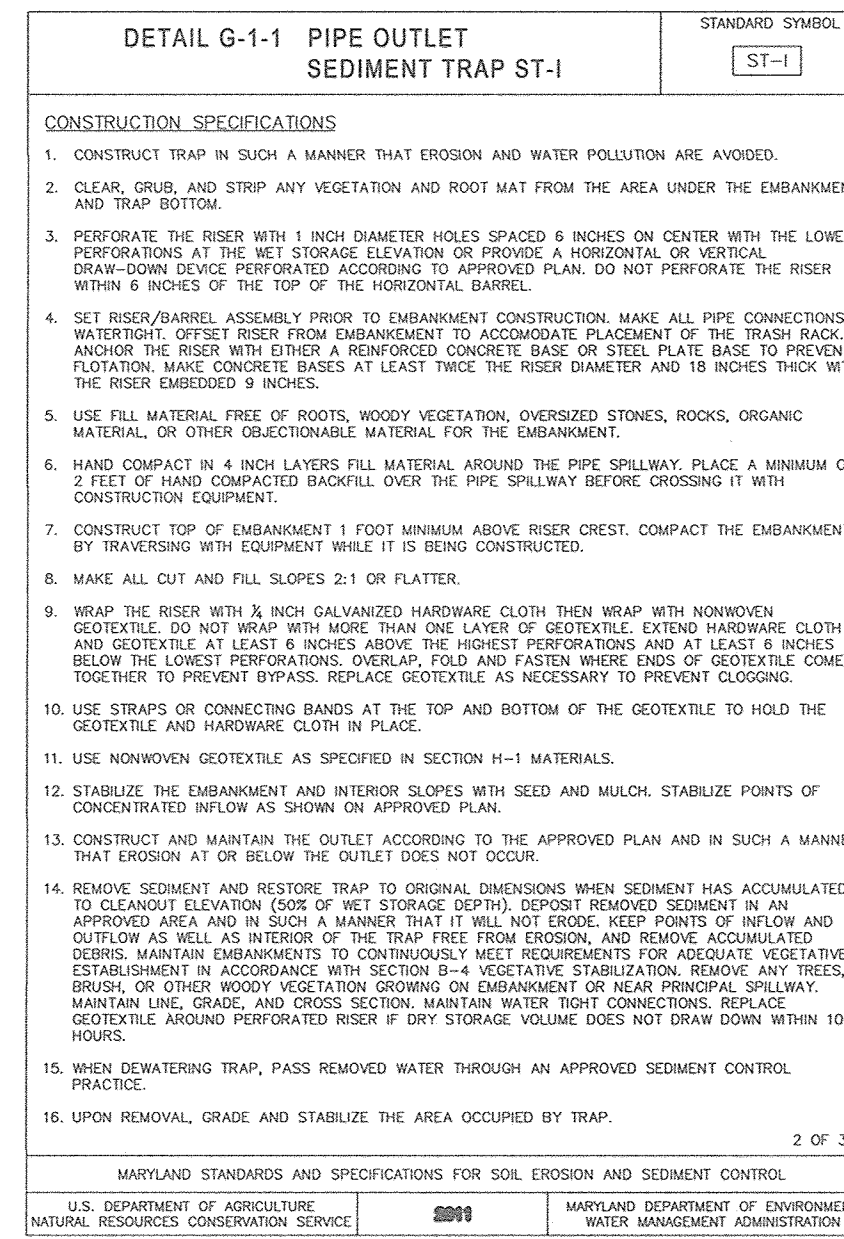 DETAIL G-1-1 PIPE OUTLET
SEDIMENT TRAP ST-I
STANDARD SYMBOL
ST-I
CONSTRUCTION SPECIFICATIONS
1. CONSTRUCT TRAP IN SUCH A MANNER THAT EROSION AND WATER POLLUTION ARE AVOIDED.
2. CLEAR, GRUB, AND STRIP ANY VEGETATION AND ROOT MAT FROM THE AREA UNDER THE EMBANKMEN
AND TRAP BOTTOM.
3. PERFORATE THE RISER WITH 1 INCH DIAMETER HOLES SPACED 6 INCHES ON CENTER WITH THE LOWE
PERFORATIONS AT THE WET STORAGE ELEVATION OR PROVIDE A HORIZONTAL OR VERTICAL
DRAW-DOWN DEVICE PERFORATED ACCORDING TO APPROVED PLAN. DO NOT PERFORATE THE RISER
WITHIN 6 INCHES OF THE TOP OF THE HORIZONTAL BARREL.
4. SET RISER/BARREL ASSEMBLY PRIOR TO EMBANKMENT CONSTRUCTION. MAKE ALL PIPE CONNECTIONS
WATERTIGHT. OFFSET RISER FROM EMBANKEMENT TO ACCOMODATE PLACEMENT OF THE TRASH RACK.
ANCHOR THE RISER WITH EITHER A REINFORCED CONCRETE BASE OR STEEL PLATE BASE TO PREVEN
FLOTATION. MAKE CONCRETE BASES AT LEAST TWICE THE RISER DIAMETER AND 18 INCHES THICK WI
THE RISER EMBEDDED 9 INCHES.
5. USE FILL MATERIAL FREE OF ROOTS, WOODY VEGETATION, OVERSIZED STONES, ROCKS, ORGANIC
MATERIAL, OR OTHER OBJECTIONABLE MATERIAL FOR THE EMBANKMENT.
6. HAND COMPACT IN 4 INCH LAYERS FILL MATERIAL AROUND THE PIPE SPILLWAY. PLACE A MINIMUM O
2 FEET OF HAND COMPACTED BACKFILL OVER THE PIPE SPILLWAY BEFORE CROSSING IT WITH
CONSTRUCTION EQUIPMENT.
7. CONSTRUCT TOP OF EMBANKMENT 1 FOOT MINIMUM ABOVE RISER CREST. COMPACT THE EMBANKMEN
BY TRAVERSING WITH EQUIPMENT WHILE IT IS BEING CONSTRUCTED.
8. MAKE ALL CUT AND FILL SLOPES 2:1 OR FLATTER.
9. WRAP THE RISER WITH ¼ INCH GALVANIZED HARDWARE CLOTH THEN WRAP WITH NONWOVEN
GEOTEXTILE. DO NOT WRAP WITH MORE THAN ONE LAYER OF GEOTEXTILE. EXTEND HARDWARE CLOTH
AND GEOTEXTILE AT LEAST 6 INCHES ABOVE THE HIGHEST PERFORATIONS AND AT LEAST 6 INCHES
BELOW THE LOWEST PERFORATIONS. OVERLAP, FOLD AND FASTEN WHERE ENDS OF GEOTEXTILE COME
TOGETHER TO PREVENT BYPASS. REPLACE GEOTEXTILE AS NECESSARY TO PREVENT CLOGGING.
10. USE STRAPS OR CONNECTING BANDS AT THE TOP AND BOTTOM OF THE GEOTEXTILE TO HOLD THE
GEOTEXTILE AND HARDWARE CLOTH IN PLACE.
11. USE NONWOVEN GEOTEXTILE AS SPECIFIED IN SECTION H-1 MATERIALS.
12. STABILIZE THE EMBANKMENT AND INTERIOR SLOPES WITH SEED AND MULCH. STABILIZE POINTS OF
CONCENTRATED INFLOW AS SHOWN ON APPROVED PLAN.
13. CONSTRUCT AND MAINTAIN THE OUTLET ACCORDING TO THE APPROVED PLAN AND IN SUCH A MANNE
THAT EROSION AT OR BELOW THE OUTLET DOES NOT OCCUR.
14. REMOVE SEDIMENT AND RESTORE TRAP TO ORIGINAL DIMENSIONS WHEN SEDIMENT HAS ACCUMULATED
TO CLEANOUT ELEVATION (50% OF WET STORAGE DEPTH). DEPOSIT REMOVED SEDIMENT IN AN
APPROVED AREA AND IN SUCH A MANNER THAT IT WILL NOT ERODE. KEEP POINTS OF INFLOW AND
OUTFLOW AS WELL AS INTERIOR OF THE TRAP FREE FROM EROSION, AND REMOVE ACCUMULATED
DEBRIS. MAINTAIN EMBANKMENTS TO CONTINUOUSLY MEET REQUIREMENTS FOR ADEQUATE VEGETATIVE
ESTABLISHMENT IN ACCORDANCE WITH SECTION B-4 VEGETATIVE STABILIZATION. REMOVE ANY TREES,
BRUSH, OR OTHER WOODY VEGETATION GROWING ON EMBANKMENT OR NEAR PRINCIPAL SPILLWAY.
MAINTAIN LINE, GRADE, AND CROSS SECTION. MAINTAIN WATER TIGHT CONNECTIONS. REPLACE
GEOTEXTILE AROUND PERFORATED RISER IF DRY STORAGE VOLUME DOES NOT DRAW DOWN WITHIN 10
HOURS.
15. WHEN DEWATERING TRAP, PASS REMOVED WATER THROUGH AN APPROVED SEDIMENT CONTROL
PRACTICE.
16. UPON REMOVAL, GRADE AND STABILIZE THE AREA OCCUPIED BY TRAP.
2 OF 3
MARYLAND STANDARDS AND SPECIFICATIONS FOR SOIL EROSION AND SEDIMENT CONTROL
U.S. DEPARTMENT OF AGRICULTURE
NATURAL RESOURCES CONSERVATION SERVICE
2011
MARYLAND DEPARTMENT OF ENVIRONME
WATER MANAGEMENT ADMINISTRATION